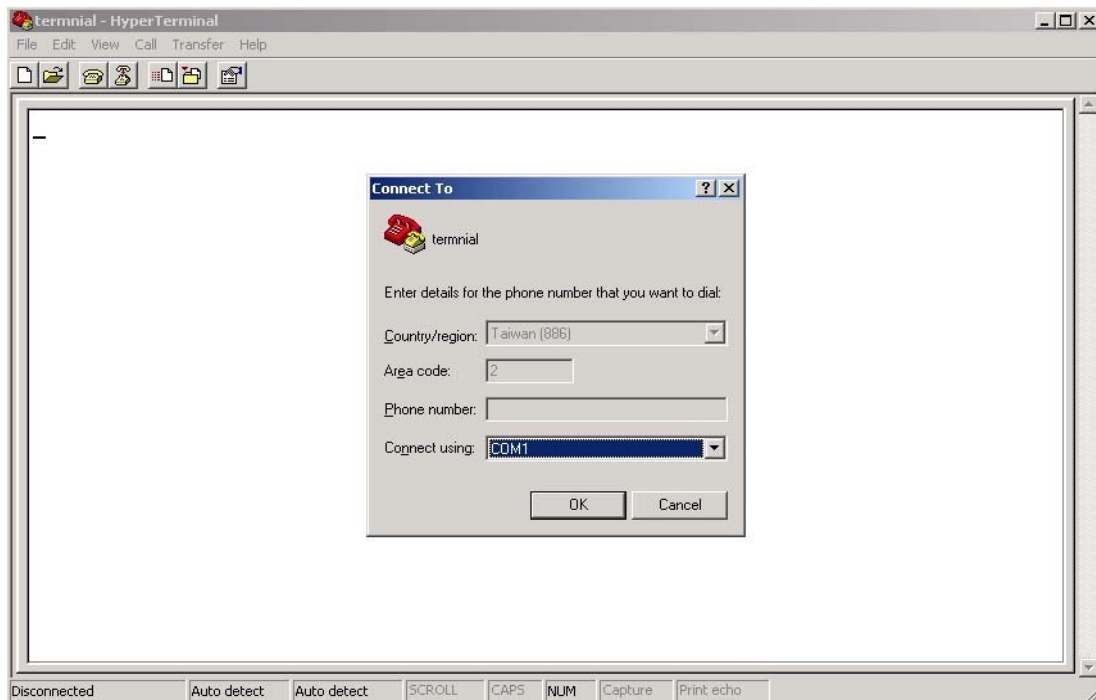 termnial - HyperTerminal
File Edit View Call Transfer Help
Connect To
termnial
Enter details for the phone number that you want to dial:
Country/region: Taiwan (886)
Area code: 2
Phone number:
Connect using: COM1
OK Cancel
Disconnected Auto detect Auto detect SCROLL CAPS NUM Capture Print echo